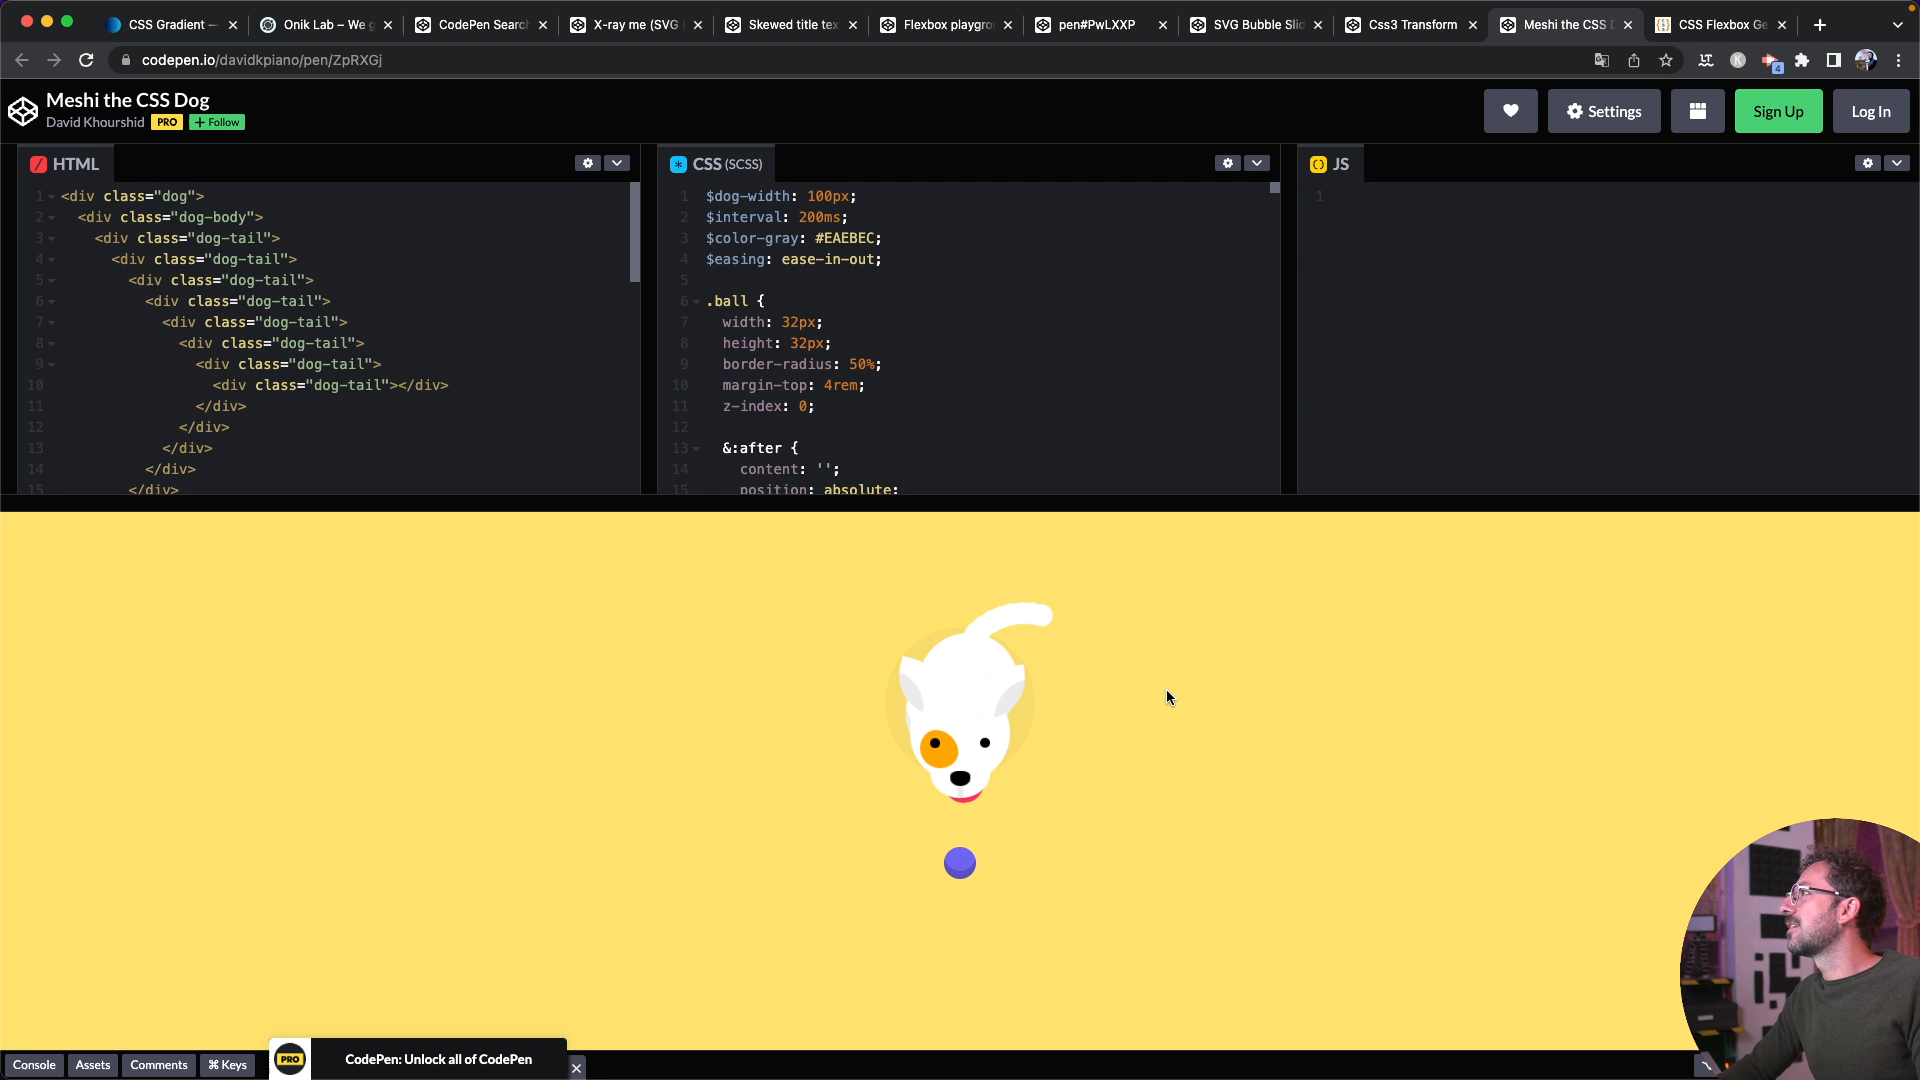 CSS Gradient —
Onik Lab – We g
CodePen Searc
X-ray me (SVG
Skewed title tex
Flexbox playgro
pen#PwLXXP
SVG Bubble Slid
Css3 Transform
Meshi the CSS D
CSS Flexbox Ge
codepen.io/davidkpiano/pen/ZpRXGj
4
Meshi the CSS Dog
David Khourshid PRO + Follow
Settings
Sign Up
Log In
HTML
1 <div class="dog">
2 <div class="dog-body">
3 <div class="dog-tail">
4 <div class="dog-tail">
5 <div class="dog-tail">
6 <div class="dog-tail">
7 <div class="dog-tail">
8 <div class="dog-tail">
9 <div class="dog-tail">
10 <div class="dog-tail"></div>
11 </div>
12 </div>
13 </div>
14 </div>
15 </div>
CSS (SCSS)
1 $dog-width: 100px;
2 $interval: 200ms;
3 $color-gray: #EAEBEC;
4 $easing: ease-in-out;
5
6 .ball {
7 width: 32px;
8 height: 32px;
9 border-radius: 50%;
10 margin-top: 4rem;
11 z-index: 0;
12
13 &:after {
14 content: '';
15 position: absolute;
JS
1
Console
Assets
Comments
⌘ Keys
PRO
CodePen: Unlock all of CodePen